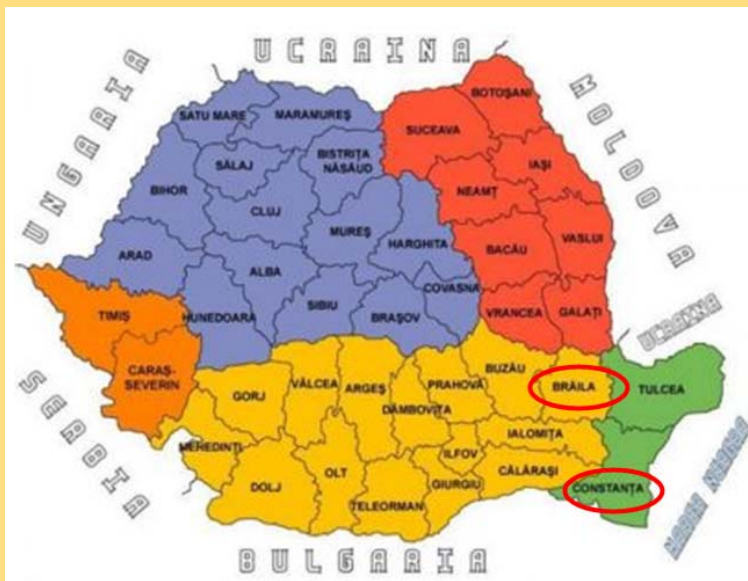 UCRAINA
UNGARIA
MOLDOVA
BOTOȘANI
SATU MARE
MARAMUREȘ
SUCEAVA
SĂLAJ
BISTRIȚA
NĂSĂUD
IAȘI
BIHOR
NEAMȚ
CLUJ
MUREȘ
HARGHITA
VASLUI
BACĂU
ARAD
ALBA
COVASNA
TIMIȘ
HUNEDOARA
SIBIU
BRAȘOV
VRANCEA
GALAȚI
UCRAINA
CARAȘ-
SEVERIN
GORJ
VÂLCEA
ARGEȘ
PRAHOVA
BUZĂU
BRĂILA
TULCEA
DÂMBOVIȚA
SERBIA
MEHEDINȚI
IALOMIȚA
ILFOV
CĂLĂRAȘI
OLT
DOLJ
TELEORMAN
GIURGIU
CONSTANȚA
MAREA NEAGRA
BULGARIA